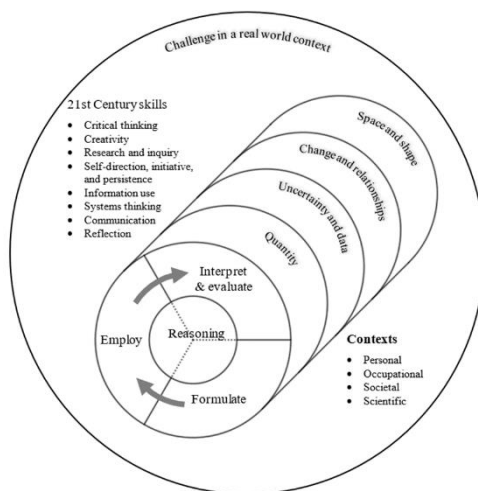 Challenge in a real world context
21st Century skills
• Critical thinking
• Creativity
• Research and inquiry
• Self-direction, initiative,
and persistence
• Information use
• Systems thinking
• Communication
• Reflection
Space and shape
Change and relationships
Uncertainty and data
Quantity
Interpret
& evaluate
Employ
Reasoning
Formulate
Contexts
• Personal
• Occupational
• Societal
• Scientific